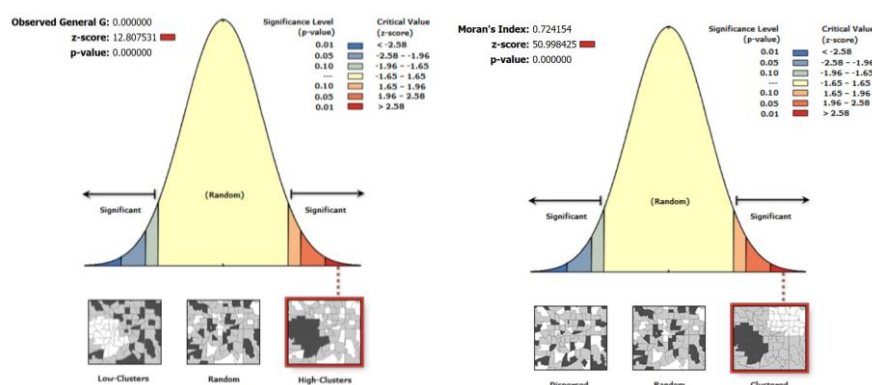 Observed General G: 0.000000
z-score: 12.807531
p-value: 0.000000
Significance Level
(p-value)
Critical Value
(z-score)
0.01 < -2.58
0.05 -2.58 – -1.96
0.10 -1.96 – -1.65
--- -1.65 – 1.65
0.10 1.65 – 1.96
0.05 1.96 – 2.58
0.01 > 2.58
(Random)
Significant
Significant
Low-Clusters
Random
High-Clusters
Moran's Index: 0.724154
z-score: 50.998425
p-value: 0.000000
Significance Level
(p-value)
Critical Value
(z-score)
0.01 < -2.58
0.05 -2.58 – -1.96
0.10 -1.96 – -1.65
--- -1.65 – 1.65
0.10 1.65 – 1.96
0.05 1.96 – 2.58
0.01 > 2.58
(Random)
Significant
Significant
Dispersed
Random
Clustered